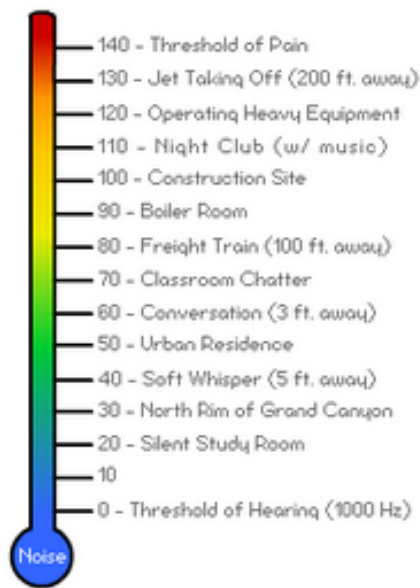 140 - Threshold of Pain
130 - Jet Taking Off (200 ft. away)
120 - Operating Heavy Equipment
110 - Night Club (w/ music)
100 - Construction Site
90 - Boiler Room
80 - Freight Train (100 ft. away)
70 - Classroom Chatter
60 - Conversation (3 ft. away)
50 - Urban Residence
40 - Soft Whisper (5 ft. away)
30 - North Rim of Grand Canyon
20 - Silent Study Room
10
0 - Threshold of Hearing (1000 Hz)
Noise